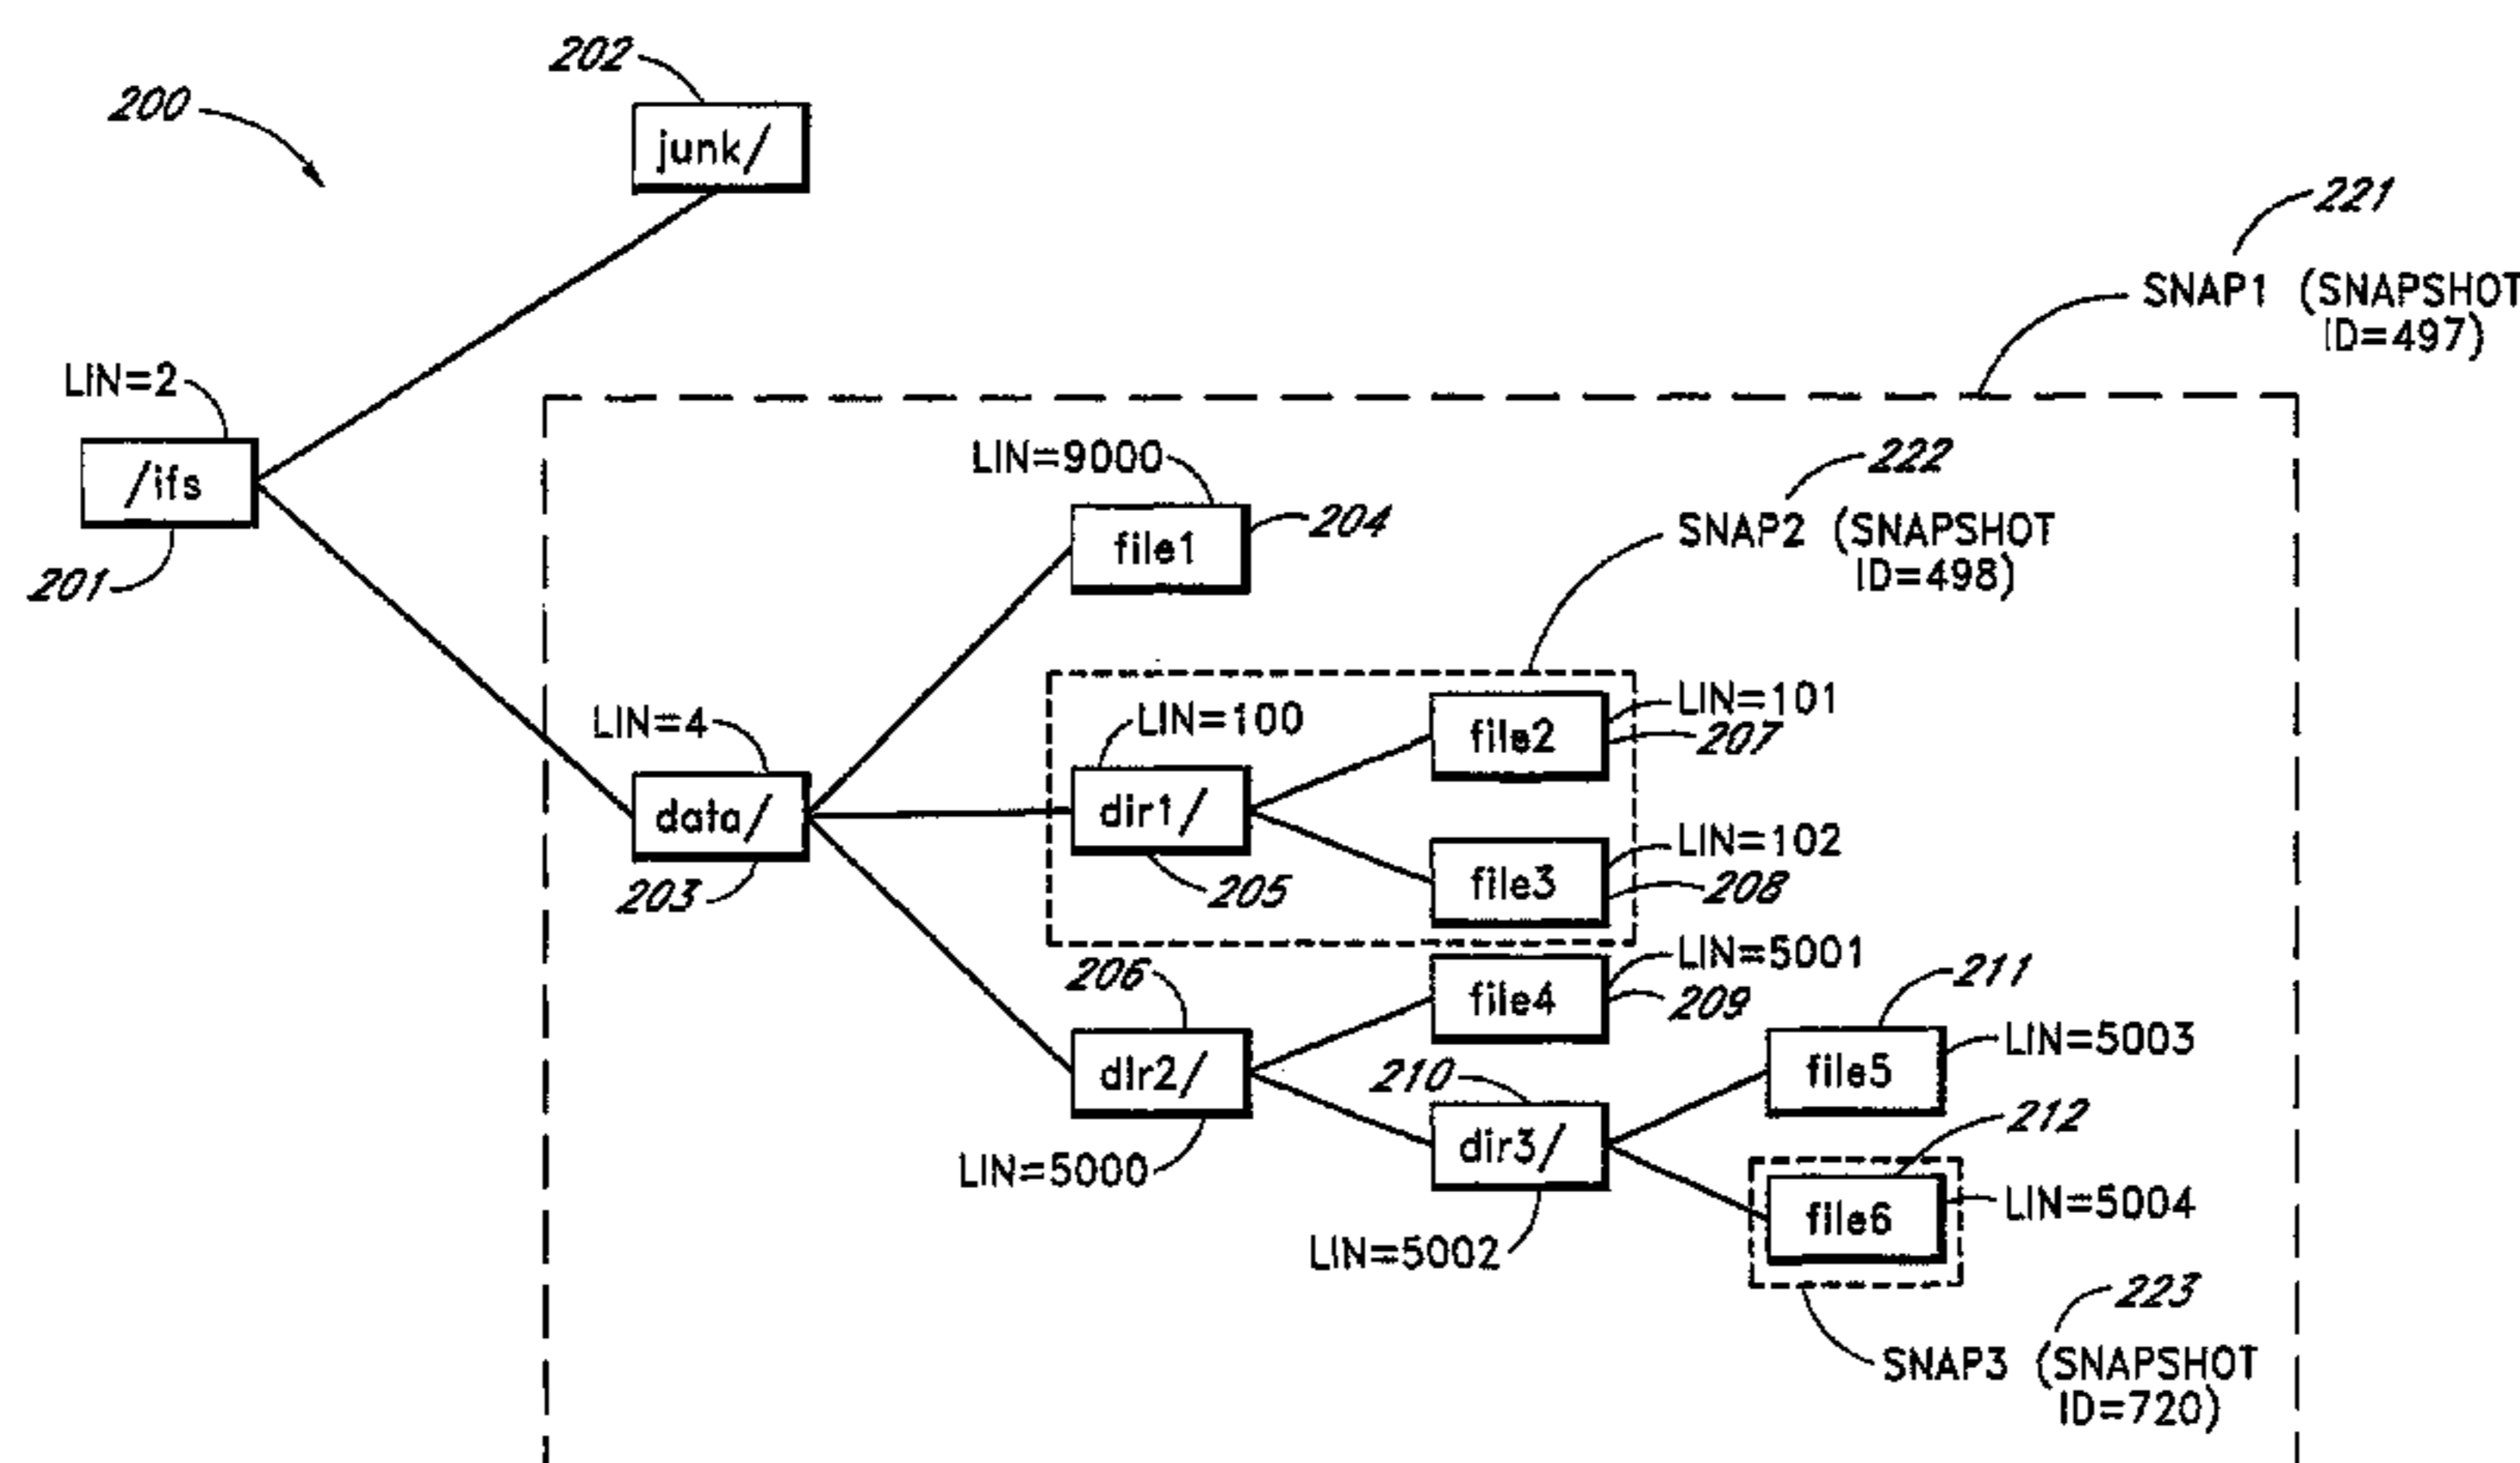 202
200
junk/
221
SNAP1 (SNAPSHOT
ID=497)
LIN=2
/ifs
201
LIN=9000
file1
204
222
SNAP2 (SNAPSHOT
ID=498)
LIN=4
data/
203
LIN=100
dir1/
205
file2
LIN=101
207
file3
LIN=102
208
206
dir2/
LIN=5000
file4
LIN=5001
209
210
dir3/
LIN=5002
211
file5
LIN=5003
212
file6
LIN=5004
223
SNAP3 (SNAPSHOT
ID=720)